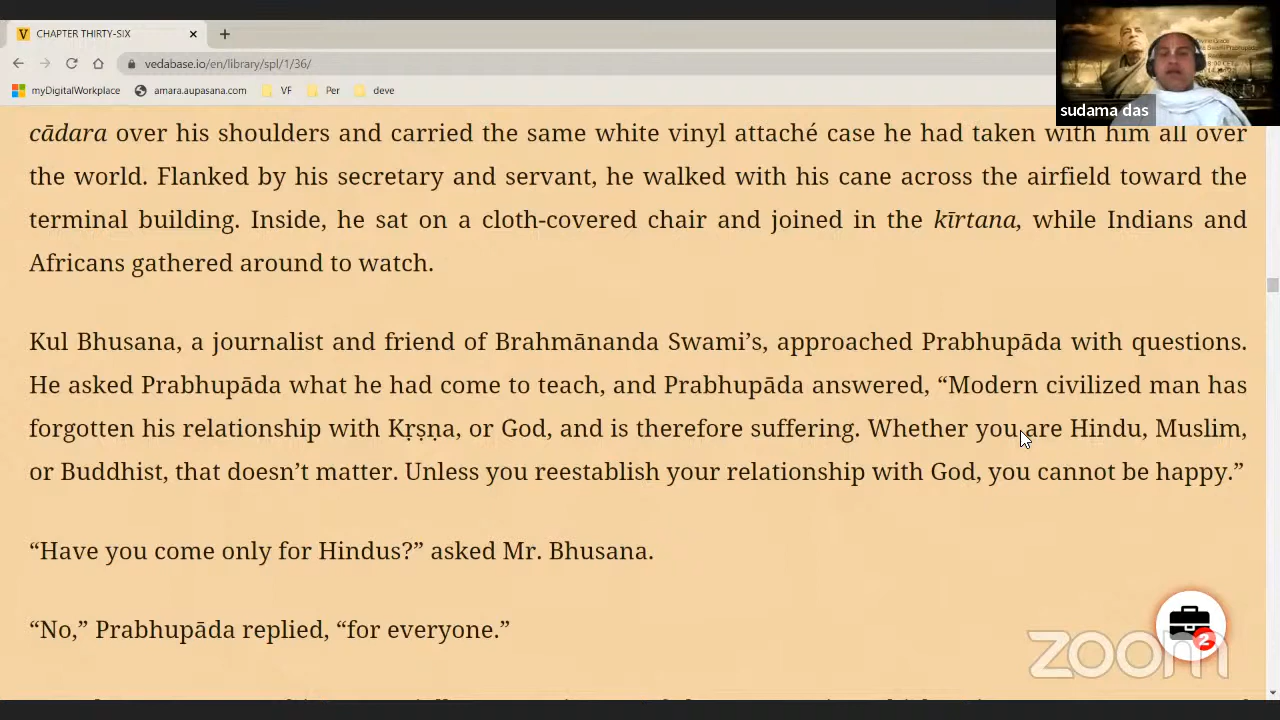 CHAPTER THIRTY-SIX
vedabase.io/en/library/spl/1/36/
myDigitalWorkplace amara.aupasana.com VF Per deve
sudama das
cādara over his shoulders and carried the same white vinyl attaché case he had taken with him all over
the world. Flanked by his secretary and servant, he walked with his cane across the airfield toward the
terminal building. Inside, he sat on a cloth-covered chair and joined in the kīrtana, while Indians and
Africans gathered around to watch.
Kul Bhusana, a journalist and friend of Brahmānanda Swami’s, approached Prabhupāda with questions.
He asked Prabhupāda what he had come to teach, and Prabhupāda answered, “Modern civilized man has
forgotten his relationship with Kṛṣṇa, or God, and is therefore suffering. Whether you are Hindu, Muslim,
or Buddhist, that doesn’t matter. Unless you reestablish your relationship with God, you cannot be happy.”
“Have you come only for Hindus?” asked Mr. Bhusana.
“No,” Prabhupāda replied, “for everyone.”
2
zoom